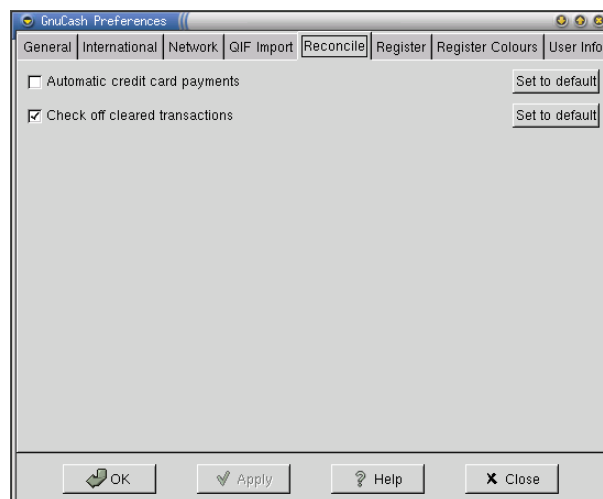 GnuCash Preferences
General International Network QIF Import Reconcile Register Register Colours User Info
Automatic credit card payments Set to default
Check off cleared transactions Set to default
OK Apply Help Close